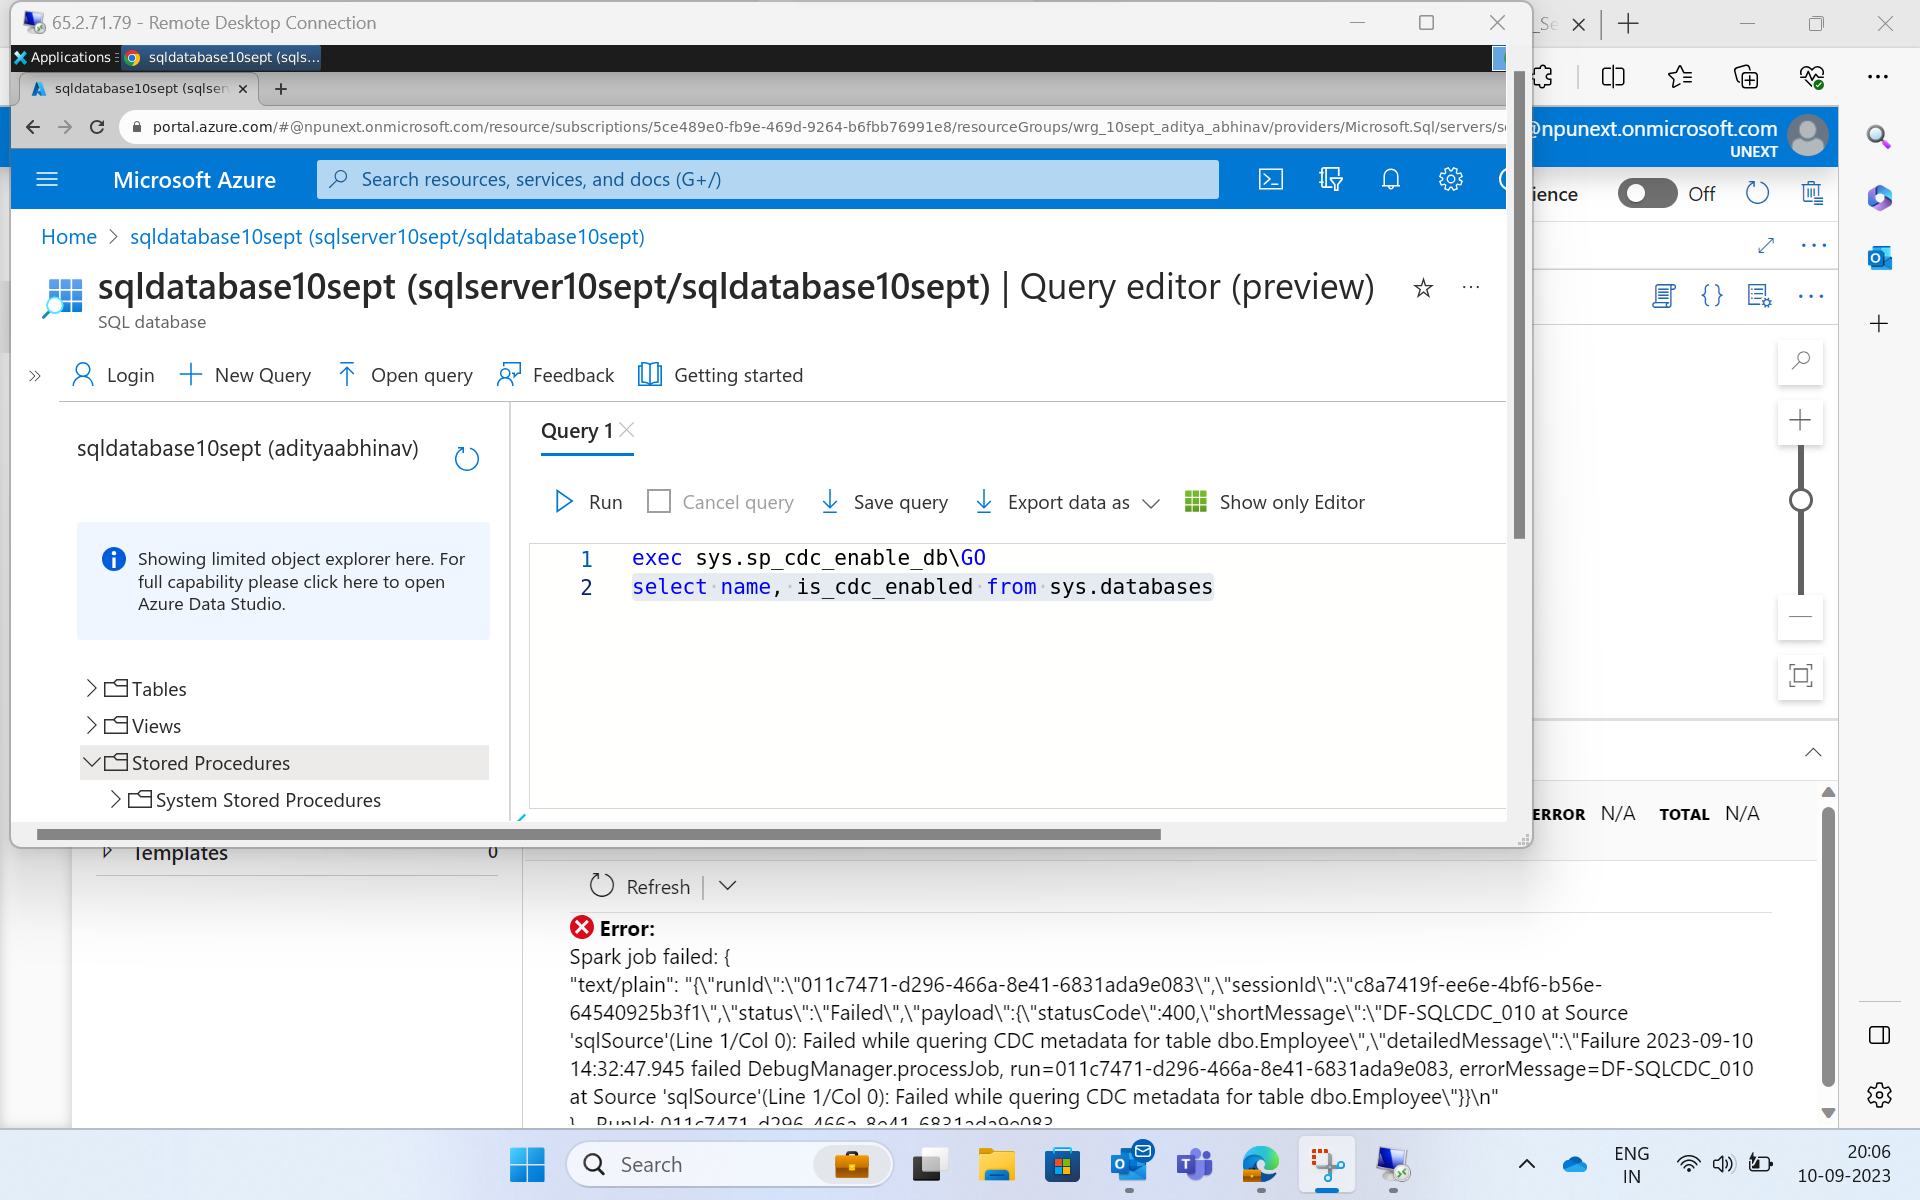 65.2.71.79 - Remote Desktop Connection
Applications
sqldatabase10sept (sqls...
sqldatabase10sept (sqlser
portal.azure.com/#@npunext.onmicrosoft.com/resource/subscriptions/5ce489e0-fb9e-469d-9264-b6fbb76991e8/resourceGroups/wrg_10sept_aditya_abhinav/providers/Microsoft.Sql/servers/s
@npunext.onmicrosoft.com
UNEXT
Microsoft Azure
Search resources, services, and docs (G+/)
ience
Off
Home > sqldatabase10sept (sqlserver10sept/sqldatabase10sept)
sqldatabase10sept (sqlserver10sept/sqldatabase10sept) | Query editor (preview)
SQL database
Login
New Query
Open query
Feedback
Getting started
sqldatabase10sept (adityaabhinav)
Query 1
Run
Cancel query
Save query
Export data as
Show only Editor
Showing limited object explorer here. For
full capability please click here to open
Azure Data Studio.
1 exec sys.sp_cdc_enable_db\GO
2 select name, is_cdc_enabled from sys.databases
Tables
Views
Stored Procedures
System Stored Procedures
ERROR N/A TOTAL N/A
Templates 0
Refresh
Error:
Spark job failed: {
"text/plain": "{\"runId\":\"011c7471-d296-466a-8e41-6831ada9e083\",\"sessionId\":\"c8a7419f-ee6e-4bf6-b56e-
64540925b3f1\",\"status\":\"Failed\",\"payload\":{\"statusCode\":400,\"shortMessage\":\"DF-SQLCDC_010 at Source
'sqlSource'(Line 1/Col 0): Failed while quering CDC metadata for table dbo.Employee\",\"detailedMessage\":\"Failure 2023-09-10
14:32:47.945 failed DebugManager.processJob, run=011c7471-d296-466a-8e41-6831ada9e083, errorMessage=DF-SQLCDC_010
at Source 'sqlSource'(Line 1/Col 0): Failed while quering CDC metadata for table dbo.Employee\"}}\n"
} RunId: 011c7471-d296-466a-8e41-6831ada9e083
Search
ENG
IN
20:06
10-09-2023